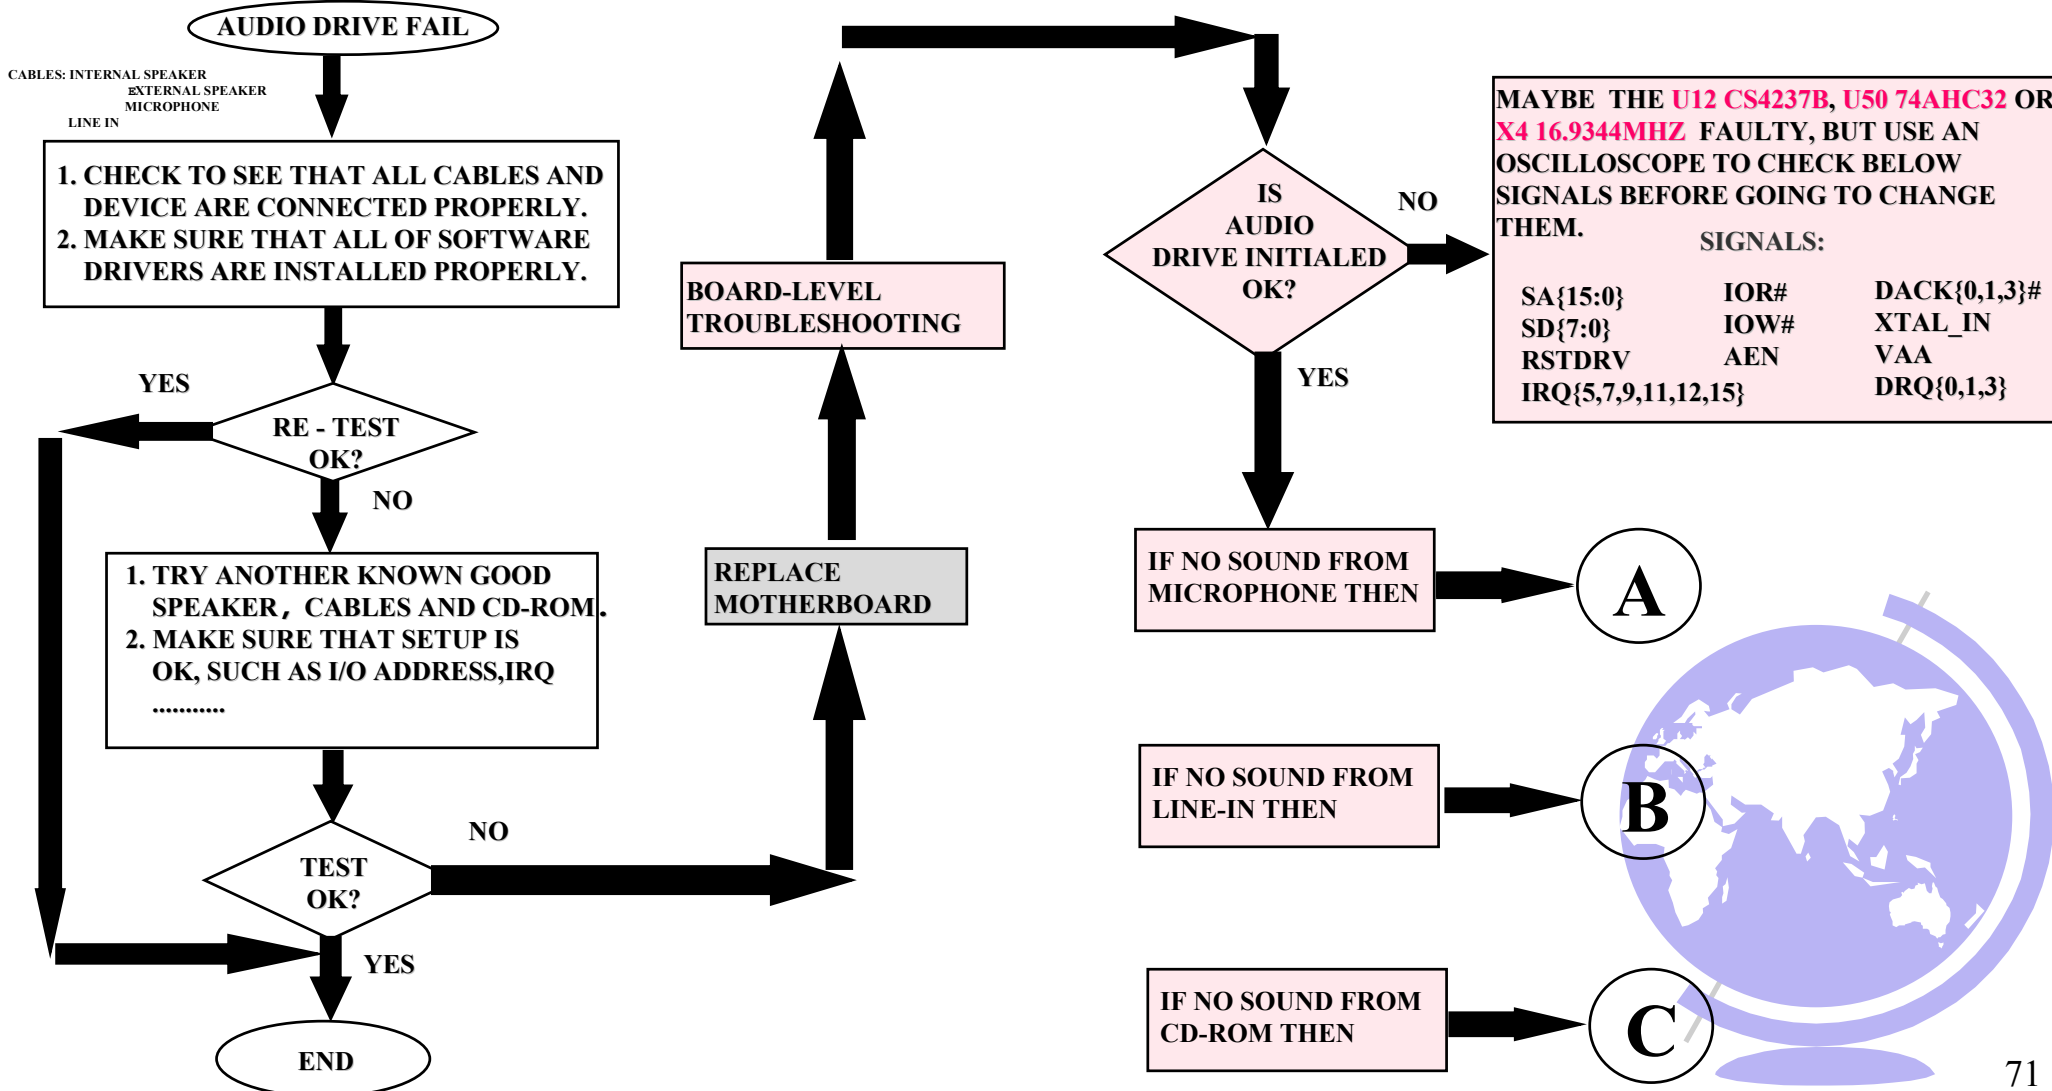 AUDIO DRIVE FAIL
CABLES: INTERNAL SPEAKER
EXTERNAL SPEAKER
MICROPHONE
LINE IN
1. CHECK TO SEE THAT ALL CABLES AND
DEVICE ARE CONNECTED PROPERLY.
2. MAKE SURE THAT ALL OF SOFTWARE
DRIVERS ARE INSTALLED PROPERLY.
YES
RE - TEST
OK?
NO
1. TRY ANOTHER KNOWN GOOD
SPEAKER, CABLES AND CD-ROM.
2. MAKE SURE THAT SETUP IS
OK, SUCH AS I/O ADDRESS,IRQ
...........
TEST
OK?
NO
YES
END
BOARD-LEVEL
TROUBLESHOOTING
REPLACE
MOTHERBOARD
IS
AUDIO
DRIVE INITIALED
OK?
NO
YES
MAYBE THE U12 CS4237B, U50 74AHC32 OR
X4 16.9344MHZ FAULTY, BUT USE AN
OSCILLOSCOPE TO CHECK BELOW
SIGNALS BEFORE GOING TO CHANGE
THEM.
SIGNALS:
SA{15:0} IOR# DACK{0,1,3}#
SD{7:0} IOW# XTAL_IN
RSTDRV AEN VAA
IRQ{5,7,9,11,12,15} DRQ{0,1,3}
IF NO SOUND FROM
MICROPHONE THEN
A
IF NO SOUND FROM
LINE-IN THEN
B
IF NO SOUND FROM
CD-ROM THEN
C
71